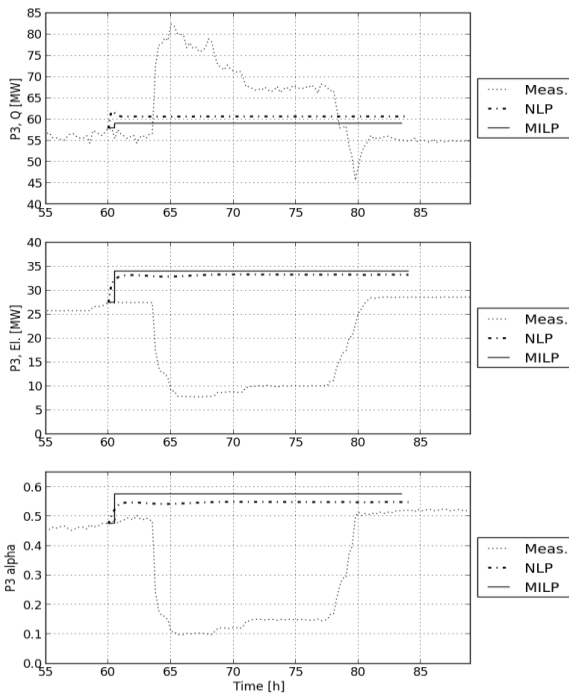 85
80
75
70
65
60
55
50
45
40
P3, Q [MW]
55 60 65 70 75 80 85
Meas.
NLP
MILP
40
35
30
25
20
15
10
5
0
P3, El. [MW]
55 60 65 70 75 80 85
Meas.
NLP
MILP
0.6
0.5
0.4
0.3
0.2
0.1
0.0
P3 alpha
55 60 65 70 75 80 85
Time [h]
Meas.
NLP
MILP